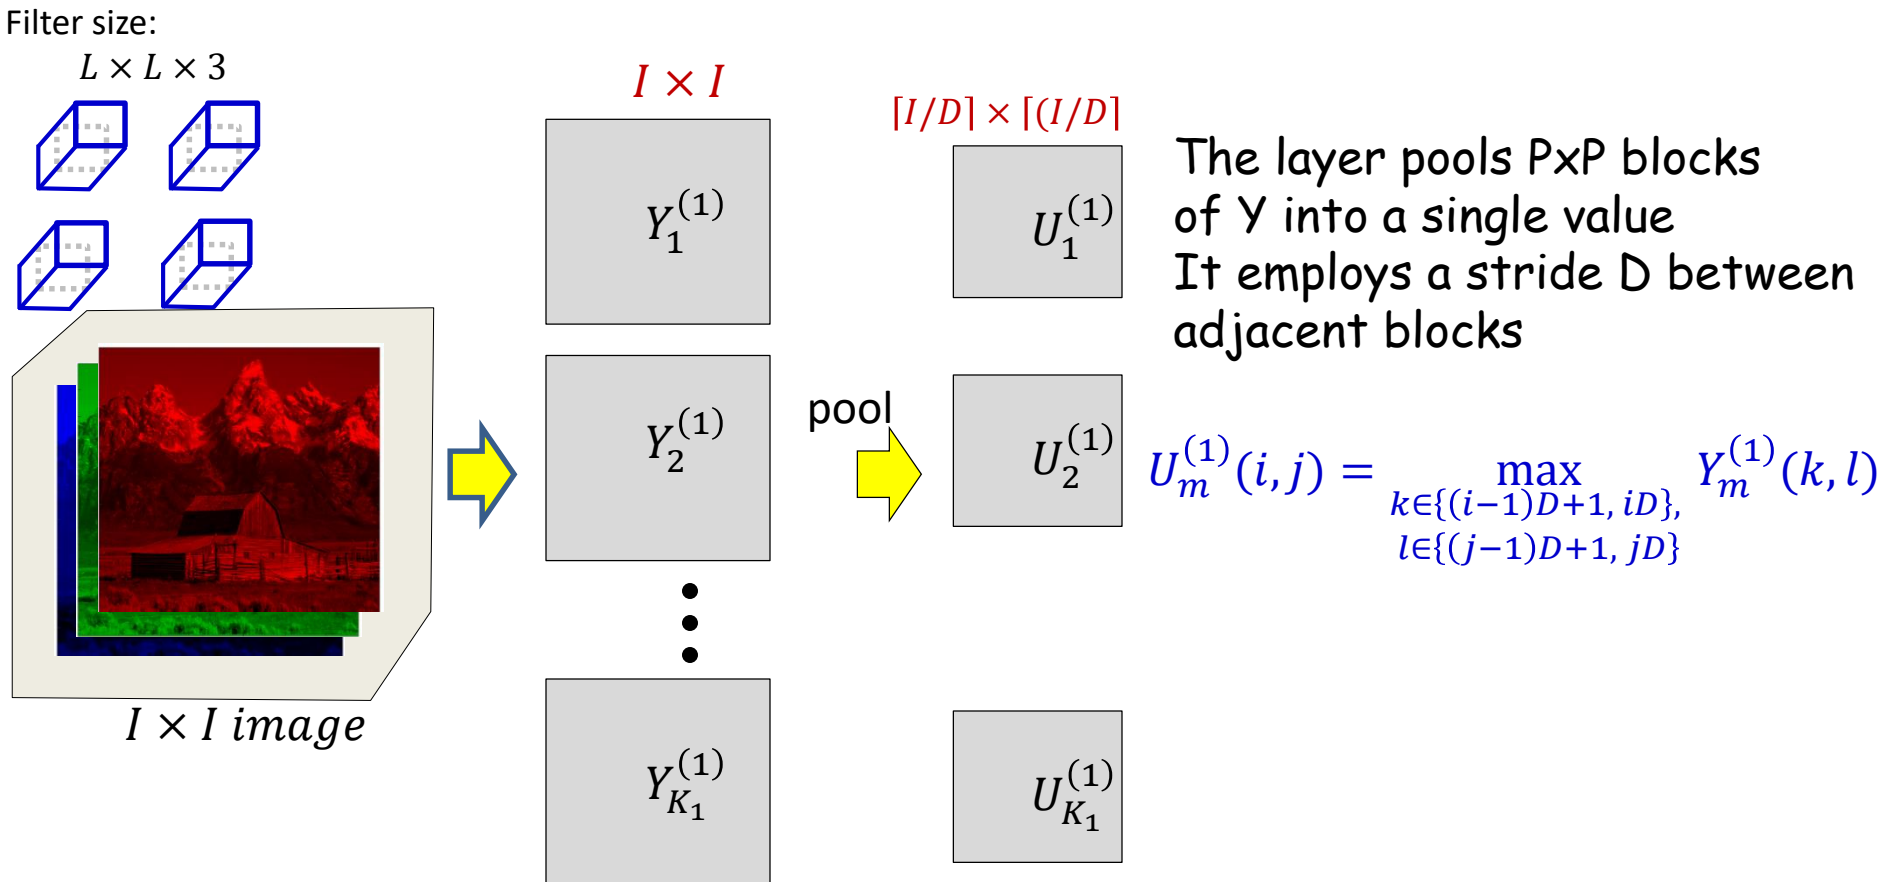 Filter size:
L × L × 3
I × I
⌈I/D⌉ × ⌈(I/D⌉
The layer pools PxP blocks
of Y into a single value
It employs a stride D between
adjacent blocks
Y_1^{(1)}
U_1^{(1)}
Y_2^{(1)}
pool
U_2^{(1)}
U_m^{(1)}(i, j) = max_{k∈{(i−1)D+1, iD}, l∈{(j−1)D+1, jD}} Y_m^{(1)}(k, l)
I × I image
Y_{K_1}^{(1)}
U_{K_1}^{(1)}